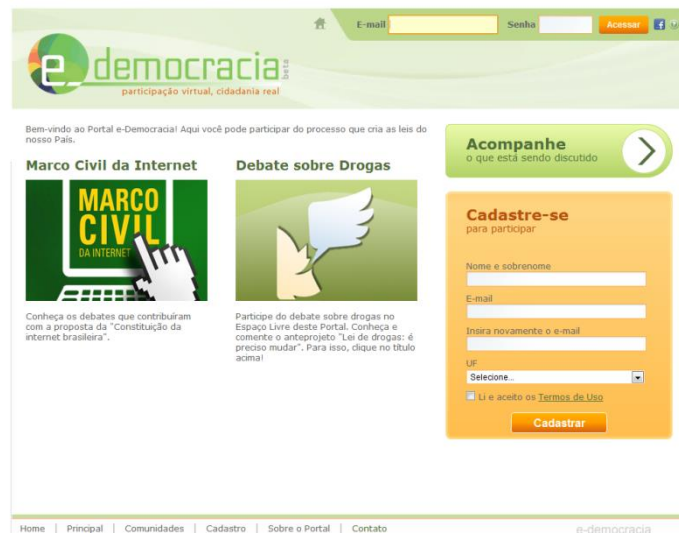 E-mail
Senha
Acessar
e democracia beta
participação virtual, cidadania real
Bem-vindo ao Portal e-Democracia! Aqui você pode participar do processo que cria as leis do
nosso País.
Marco Civil da Internet
MARCO
CIVIL
DA INTERNET
Conheça os debates que contribuíram
com a proposta da "Constituição da
internet brasileira".
Debate sobre Drogas
Participe do debate sobre drogas no
Espaço Livre deste Portal. Conheça e
comente o anteprojeto "Lei de drogas: é
preciso mudar". Para isso, clique no título
acima!
Acompanhe
o que está sendo discutido
Cadastre-se
para participar
Nome e sobrenome
E-mail
Insira novamente o e-mail
UF
Selecione...
Li e aceito os Termos de Uso
Cadastrar
Home | Principal | Comunidades | Cadastro | Sobre o Portal | Contato
e-democracia